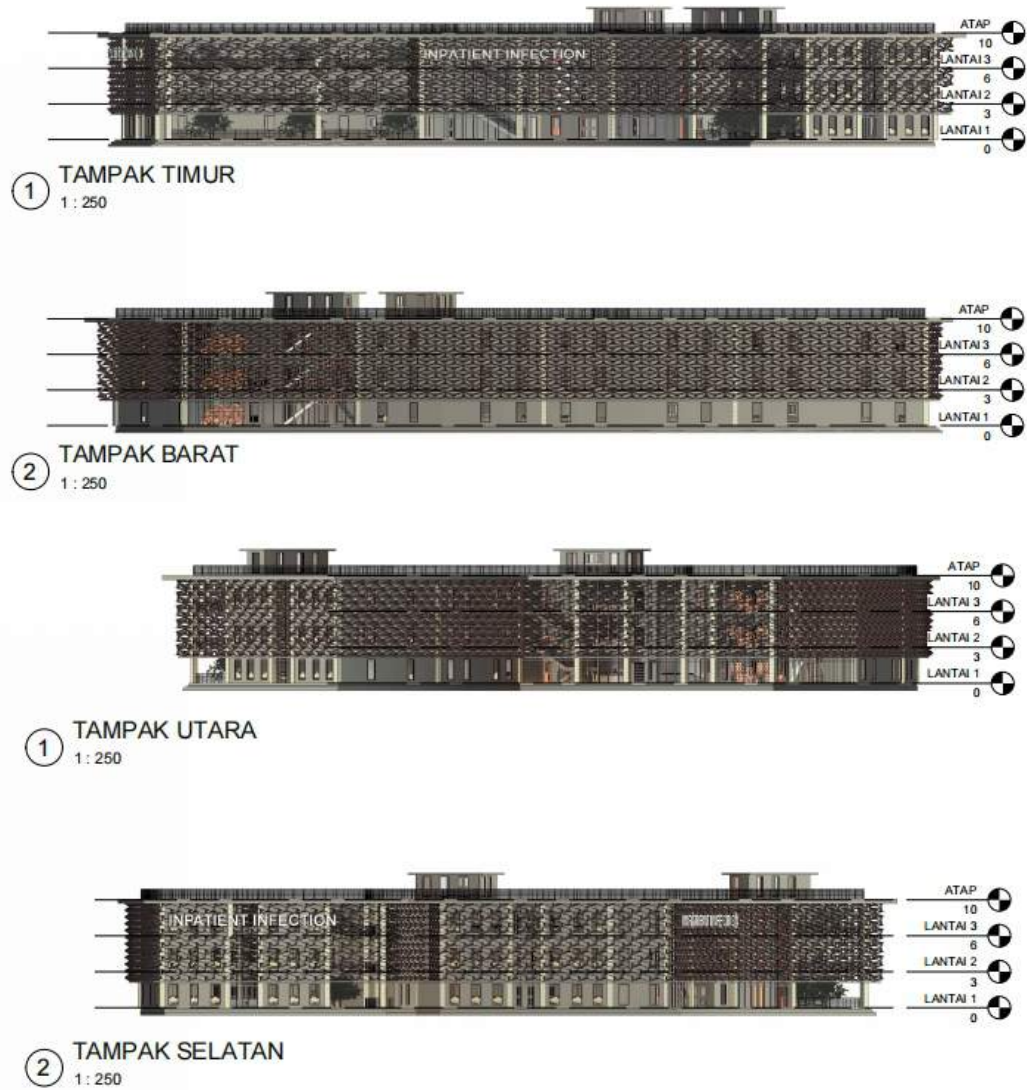 INPATIENT INFECTION
ATAP
10
LANTAI 3
6
LANTAI 2
3
LANTAI 1
0
1
TAMPAK TIMUR
1 : 250
ATAP
10
LANTAI 3
6
LANTAI 2
3
LANTAI 1
0
2
TAMPAK BARAT
1 : 250
ATAP
10
LANTAI 3
6
LANTAI 2
3
LANTAI 1
0
1
TAMPAK UTARA
1 : 250
INPATIENT INFECTION
ATAP
10
LANTAI 3
6
LANTAI 2
3
LANTAI 1
0
2
TAMPAK SELATAN
1 : 250